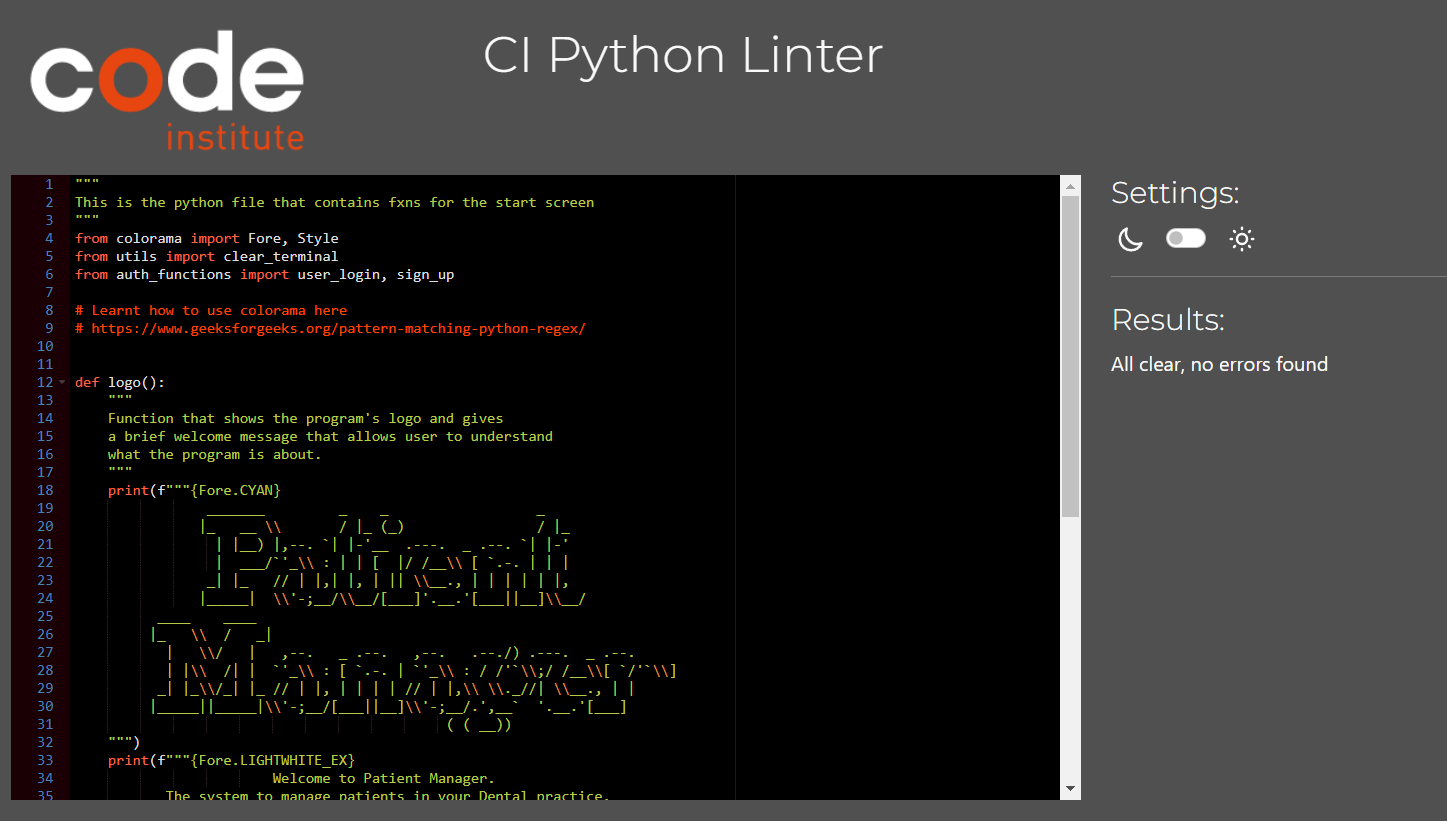 code
institute
CI Python Linter
1 """
2 This is the python file that contains fxns for the start screen
3 """
4 from colorama import Fore, Style
5 from utils import clear_terminal
6 from auth_functions import user_login, sign_up
7
8 # Learnt how to use colorama here
9 # https://www.geeksforgeeks.org/pattern-matching-python-regex/
10
11
12 def logo():
13     """
14     Function that shows the program's logo and gives
15     a brief welcome message that allows user to understand
16     what the program is about.
17     """
18     print(f"""{Fore.CYAN}
19                 _______         _    _                  _
20                |_   __ \\       / |_ (_)                / |_
21                  | |__) |,--. `| |-'__  .---.  _ .--. `| |-'
22                  |  ___/`'_\\ : | | [  |/ /__\\ [ `.-. | | |
23                 _| |_   // | |,| |, | || \\__., | | | | | |,
24                |_____|  \\'-;__/\\__/[___]'.__.'[___||__]\\__/
25           ____    ____
26          |_   \\  /   _|
27            |   \\/   |   ,--.   _ .--.   ,--.   .--./) .---.  _ .--.
28            | |\\  /| |  `'_\\ : [ `.-. | `'_\\ : / /'`\\;/ /__\\[ `/'`\\]
29           _| |_\\/_| |_ // | |, | | | | // | |,\\ \\._//| \\__., | |
30          |_____||_____|\\'-;__/[___||__]\\'-;__/.',__`  '.__.'[___]
31                                              ( ( __))
32     """)
33     print(f"""{Fore.LIGHTWHITE_EX}
34                         Welcome to Patient Manager.
35            The system to manage patients in your Dental practice.
Settings:
Results:
All clear, no errors found